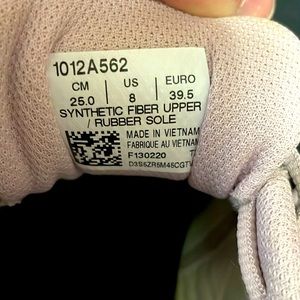 1012A562
CM US EURO
25.0 8 39.5
SYNTHETIC FIBER UPPER
/ RUBBER SOLE
MADE IN VIETNAM
FABRIQUE AU VIETNAM
F130220